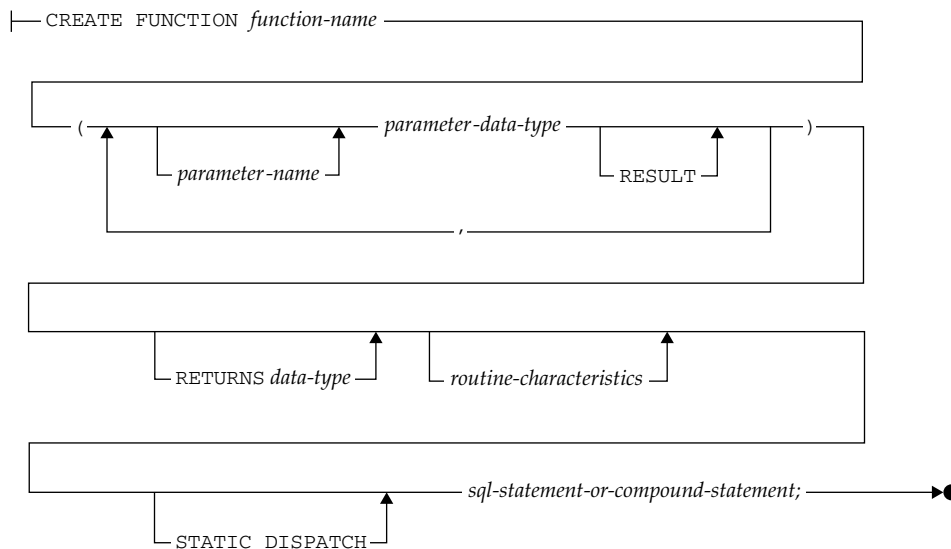 CREATE FUNCTION function-name
( parameter-data-type )
parameter-name RESULT
,
RETURNS data-type routine-characteristics
sql-statement-or-compound-statement;
STATIC DISPATCH